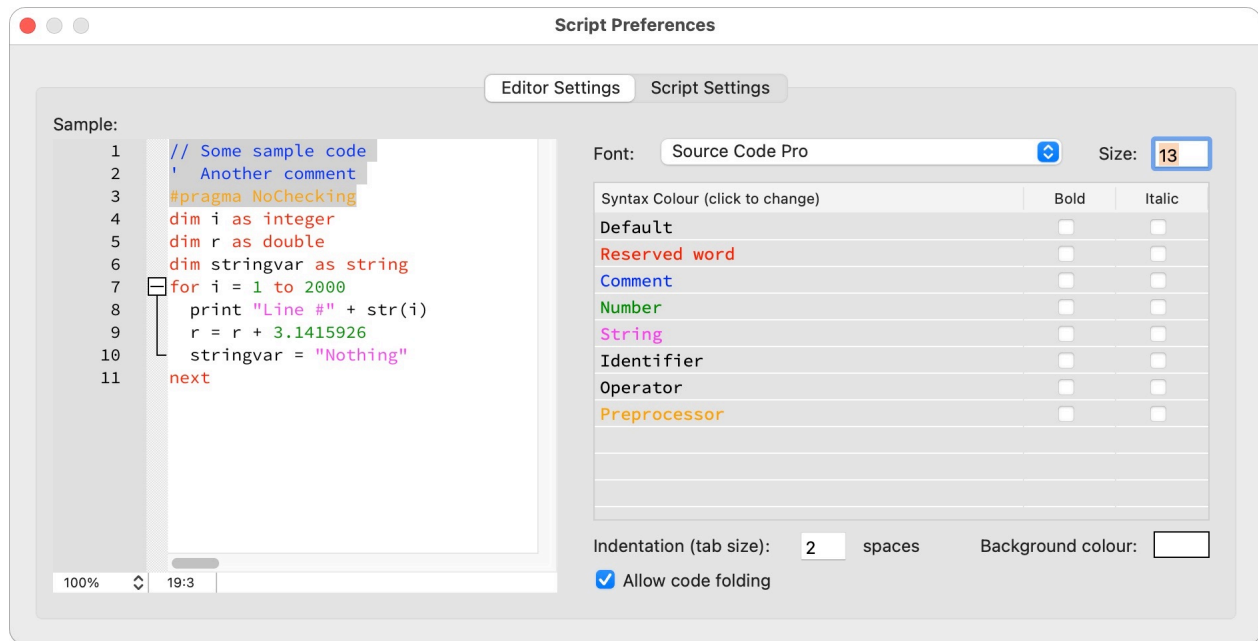 Script Preferences
Editor Settings Script Settings
Sample:
1 // Some sample code
2 ' Another comment
3 #pragma NoChecking
4 dim i as integer
5 dim r as double
6 dim stringvar as string
7 for i = 1 to 2000
8 print "Line #" + str(i)
9 r = r + 3.1415926
10 stringvar = "Nothing"
11 next
100% 19:3
Font: Source Code Pro Size: 13
Syntax Colour (click to change) Bold Italic
Default
Reserved word
Comment
Number
String
Identifier
Operator
Preprocessor
Indentation (tab size): 2 spaces Background colour:
Allow code folding